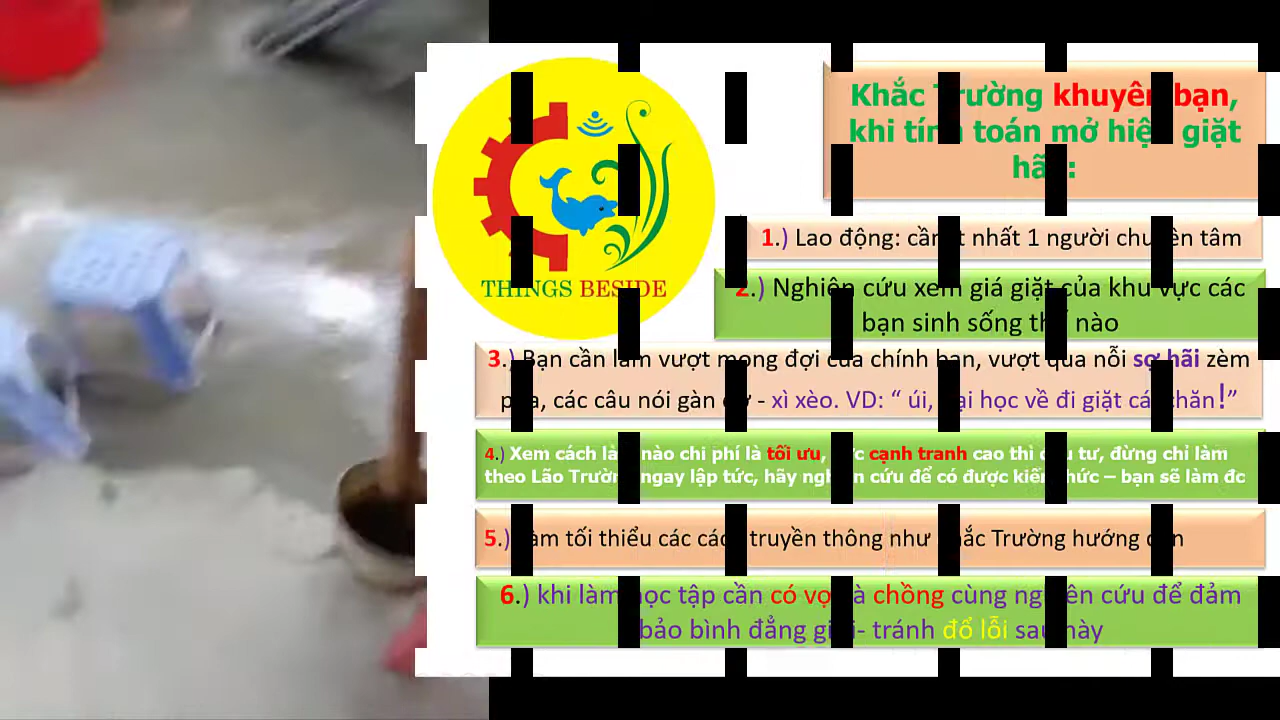 THINGS BESIDE
Khắc Trường khuyên bạn,
khi tính toán mở hiệu giặt
hãy:
1.) Lao động: cần ít nhất 1 người chuyên tâm
2.) Nghiên cứu xem giá giặt của khu vực các
bạn sinh sống thế nào
3.) Bạn cần làm vượt mong đợi của chính bạn, vượt qua nỗi sợ hãi zèm
pha, các câu nói gàn dở - xì xèo. VD: “ úi, đại học về đi giặt cái chăn!”
4.) Xem cách làm nào chi phí là tối ưu, sức cạnh tranh cao thì đầu tư, đừng chỉ làm
theo Lão Trường ngay lập tức, hãy nghiên cứu để có được kiến thức – bạn sẽ làm đc
5.) Làm tối thiểu các cách truyền thông như Khắc Trường hướng dẫn
6.) khi làm học tập cần có vợ và chồng cùng nghiên cứu để đảm
bảo bình đẳng giới- tránh đổ lỗi sau này